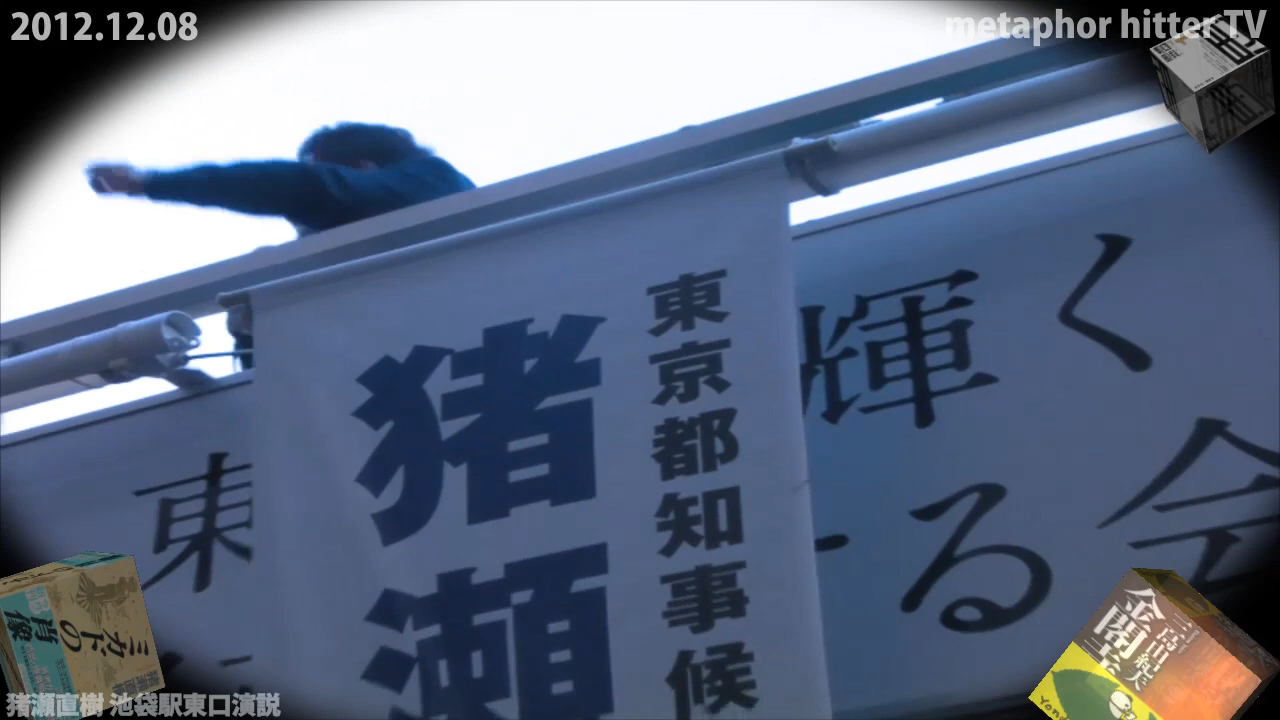 2012.12.08
metaphor hitter TV
東京都知事候
猪瀬
輝く
東
る会
ミカドの
肖像
猪瀬直樹 池袋駅東口演説